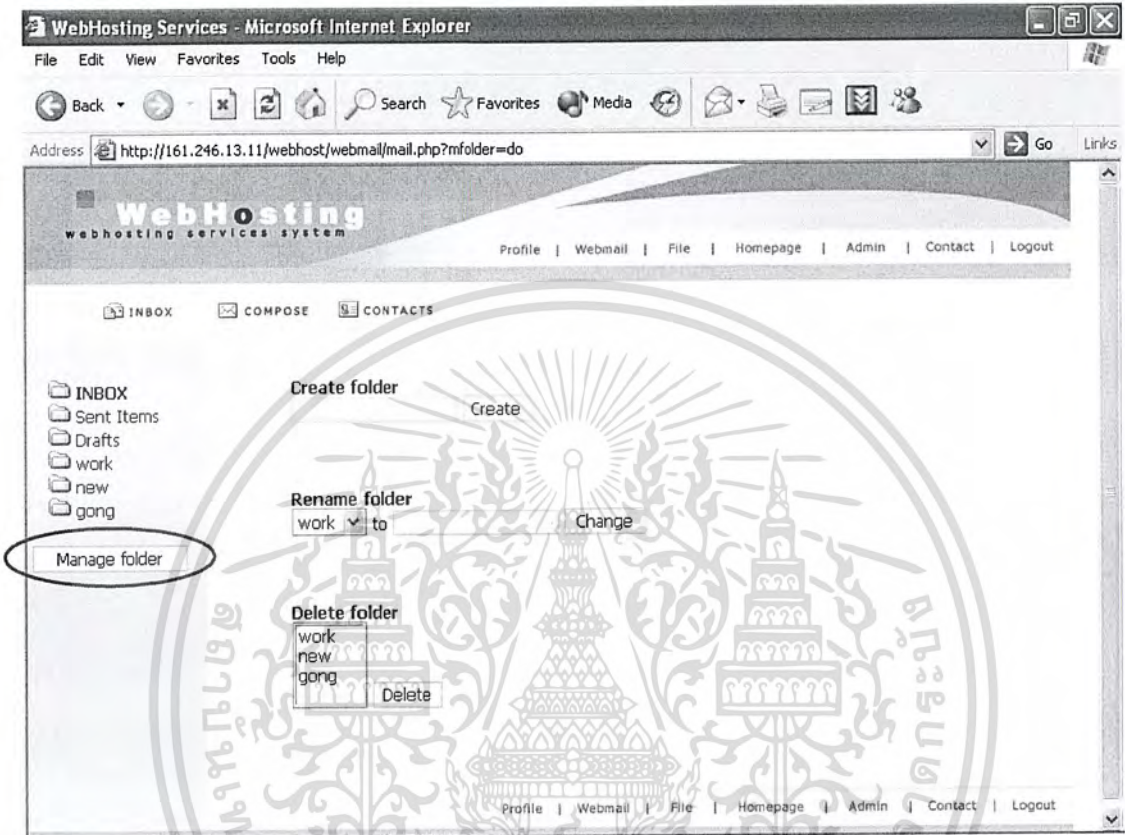 WebHosting Services - Microsoft Internet Explorer
File Edit View Favorites Tools Help
Back Search Favorites Media
Address http://161.246.13.11/webhost/webmail/mail.php?mfolder=do Go Links
WebHosting
webhosting services system
Profile | Webmail | File | Homepage | Admin | Contact | Logout
INBOX COMPOSE CONTACTS
INBOX
Sent Items
Drafts
work
new
gong
Manage folder
Create folder
Create
Rename folder
work to Change
Delete folder
work
new
gong
Delete
Profile | Webmail | File | Homepage | Admin | Contact | Logout